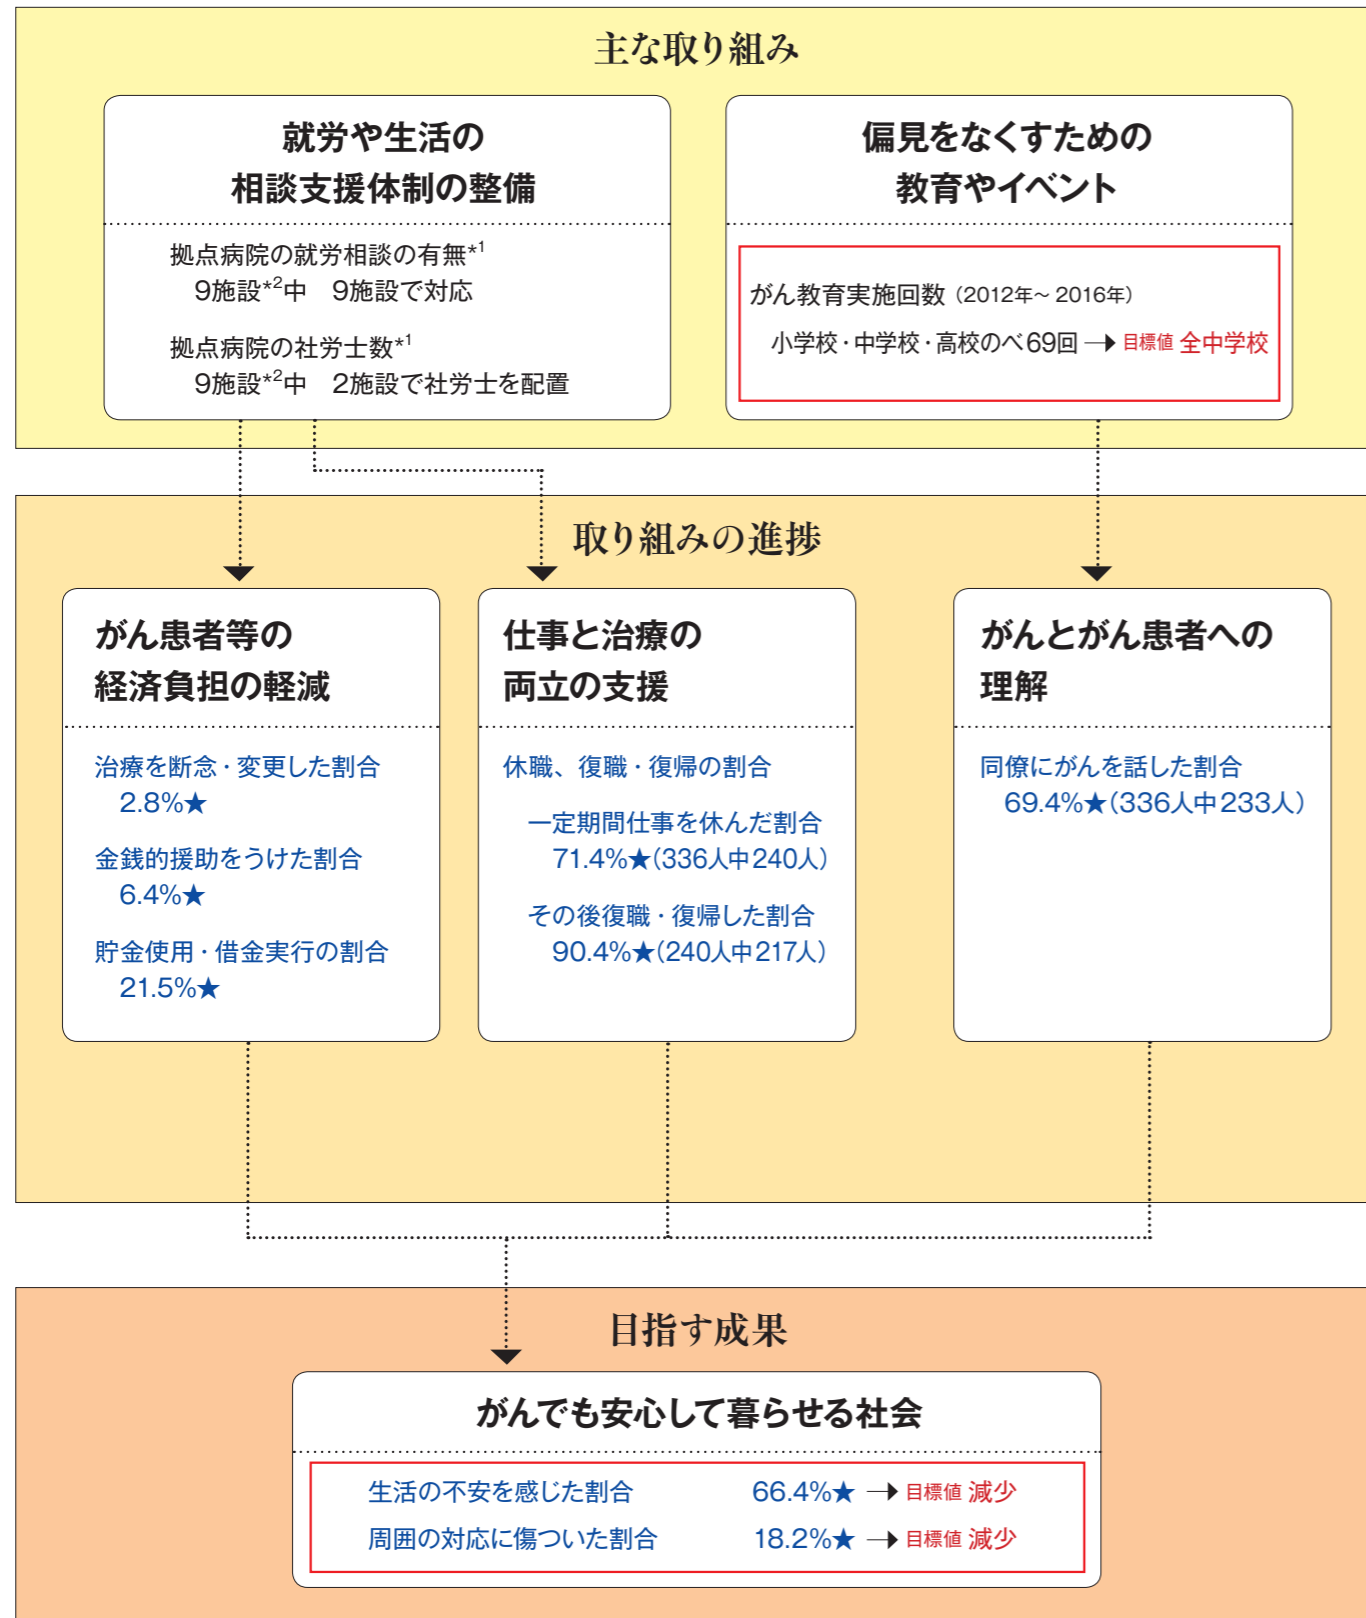 主な取り組み
就労や生活の
相談支援体制の整備
拠点病院の就労相談の有無*1
9施設*2中　9施設で対応
拠点病院の社労士数*1
9施設*2中　2施設で社労士を配置
偏見をなくすための
教育やイベント
がん教育実施回数（2012年～2016年）
小学校・中学校・高校のべ69回 → 目標値 全中学校
取り組みの進捗
がん患者等の
経済負担の軽減
治療を断念・変更した割合
2.8%★
金銭的援助をうけた割合
6.4%★
貯金使用・借金実行の割合
21.5%★
仕事と治療の
両立の支援
休職、復職・復帰の割合
一定期間仕事を休んだ割合
71.4%★(336人中240人)
その後復職・復帰した割合
90.4%★(240人中217人)
がんとがん患者への
理解
同僚にがんを話した割合
69.4%★(336人中233人)
目指す成果
がんでも安心して暮らせる社会
生活の不安を感じた割合　66.4%★ → 目標値 減少
周囲の対応に傷ついた割合　18.2%★ → 目標値 減少